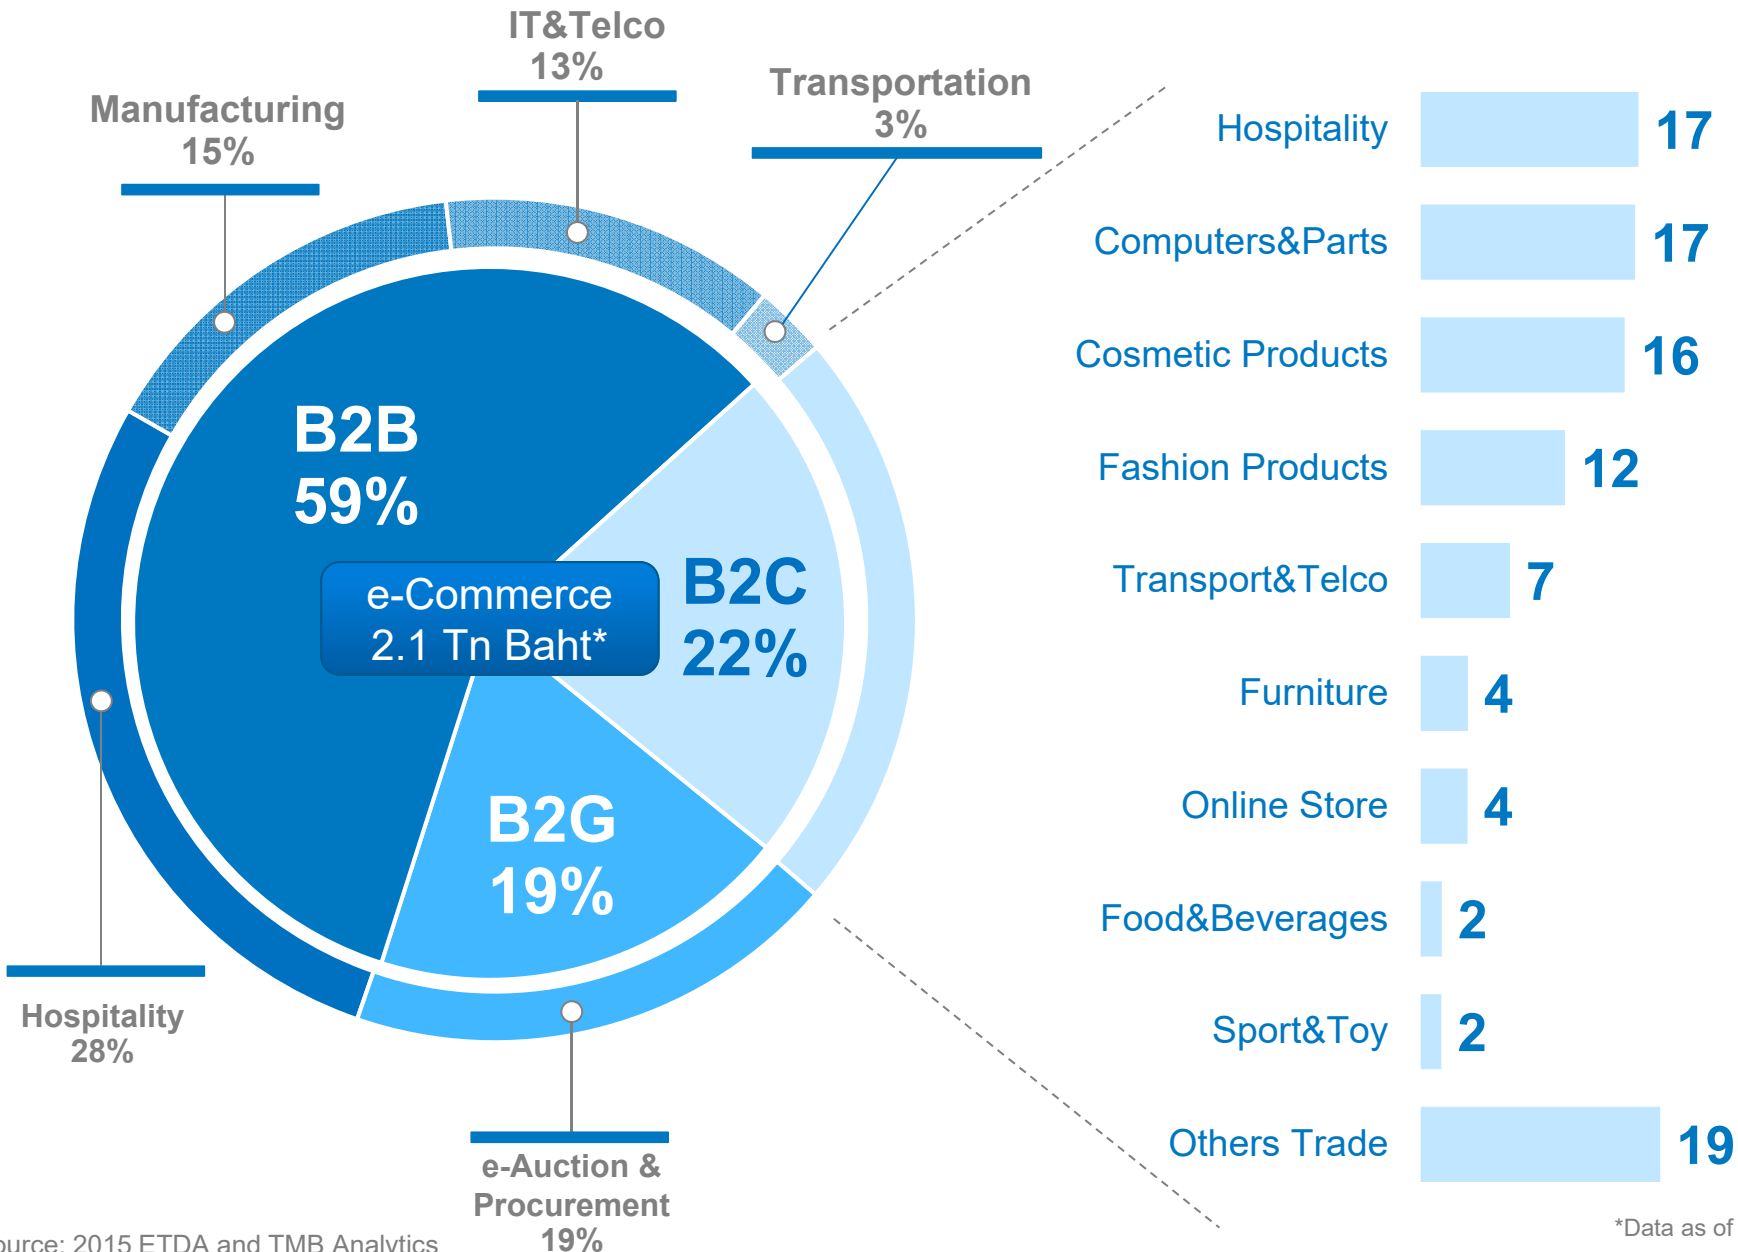 IT&Telco
13%
Transportation
3%
Manufacturing
15%
B2B
59%
e-Commerce
2.1 Tn Baht*
B2C
22%
B2G
19%
Hospitality
28%
e-Auction &
Procurement
19%
Hospitality 17
Computers&Parts 17
Cosmetic Products 16
Fashion Products 12
Transport&Telco 7
Furniture 4
Online Store 4
Food&Beverages 2
Sport&Toy 2
Others Trade 19
*Data as of
ource: 2015 ETDA and TMB Analytics